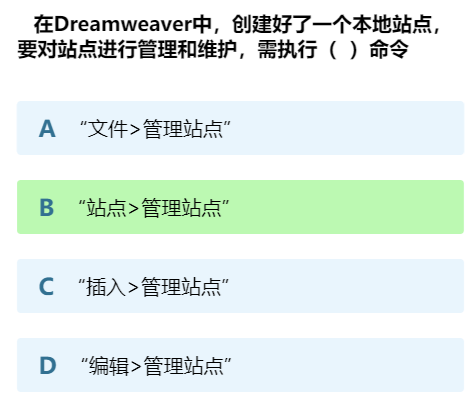 在Dreamweaver中，创建好了一个本地站点，
要对站点进行管理和维护，需执行（  ）命令
A “文件>管理站点”
B “站点>管理站点”
C “插入>管理站点”
D “编辑>管理站点”